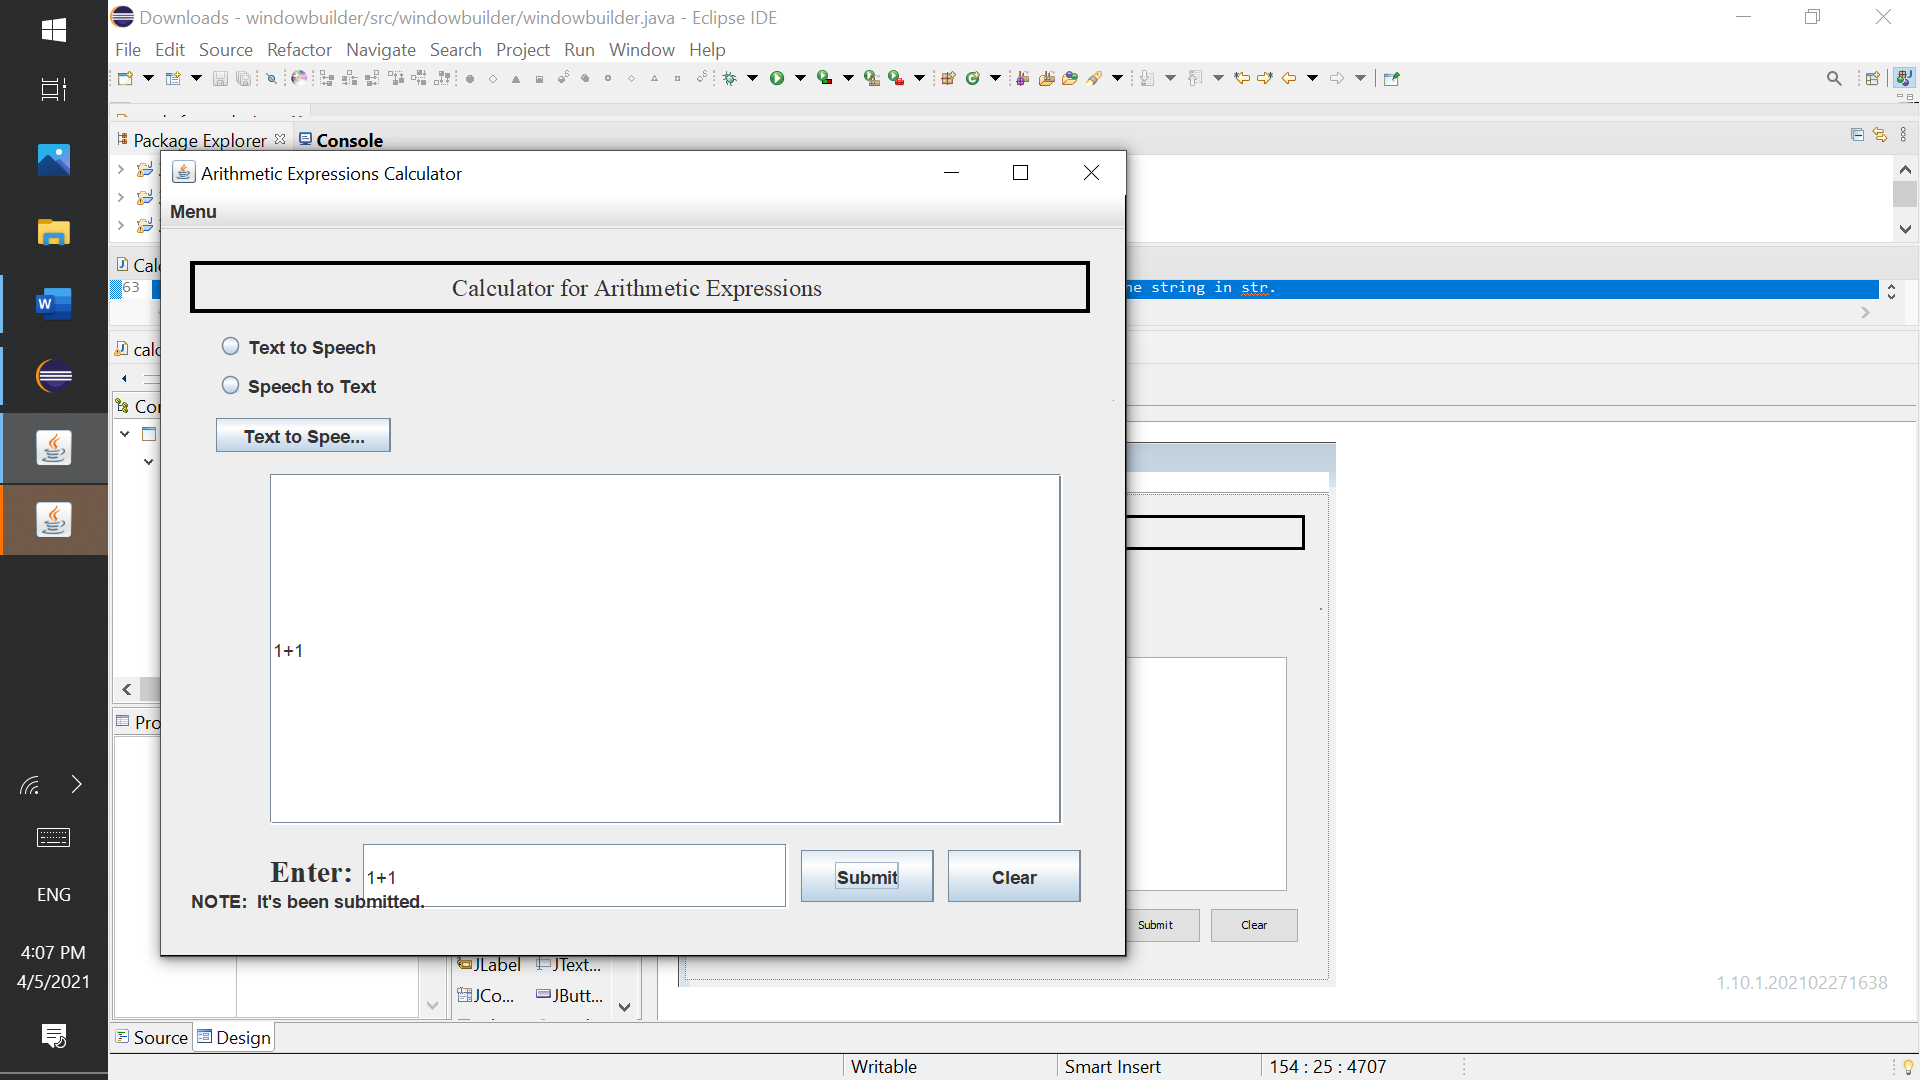 Downloads - windowbuilder/src/windowbuilder/windowbuilder.java - Eclipse IDE
File Edit Source Refactor Navigate Search Project Run Window Help
Package Explorer Console
Arithmetic Expressions Calculator
Menu
Cal
63
string in str.
Calculator for Arithmetic Expressions
Text to Speech
calc
Speech to Text
Text to Spee...
1+1
Enter: 1+1 Submit Clear
NOTE: It's been submitted.
Submit Clear
JLabel JText...
JCo... JButt...
1.10.1.202102271638
Source Design
Writable Smart Insert 154 : 25 : 4707
W
ENG
4:07 PM
4/5/2021